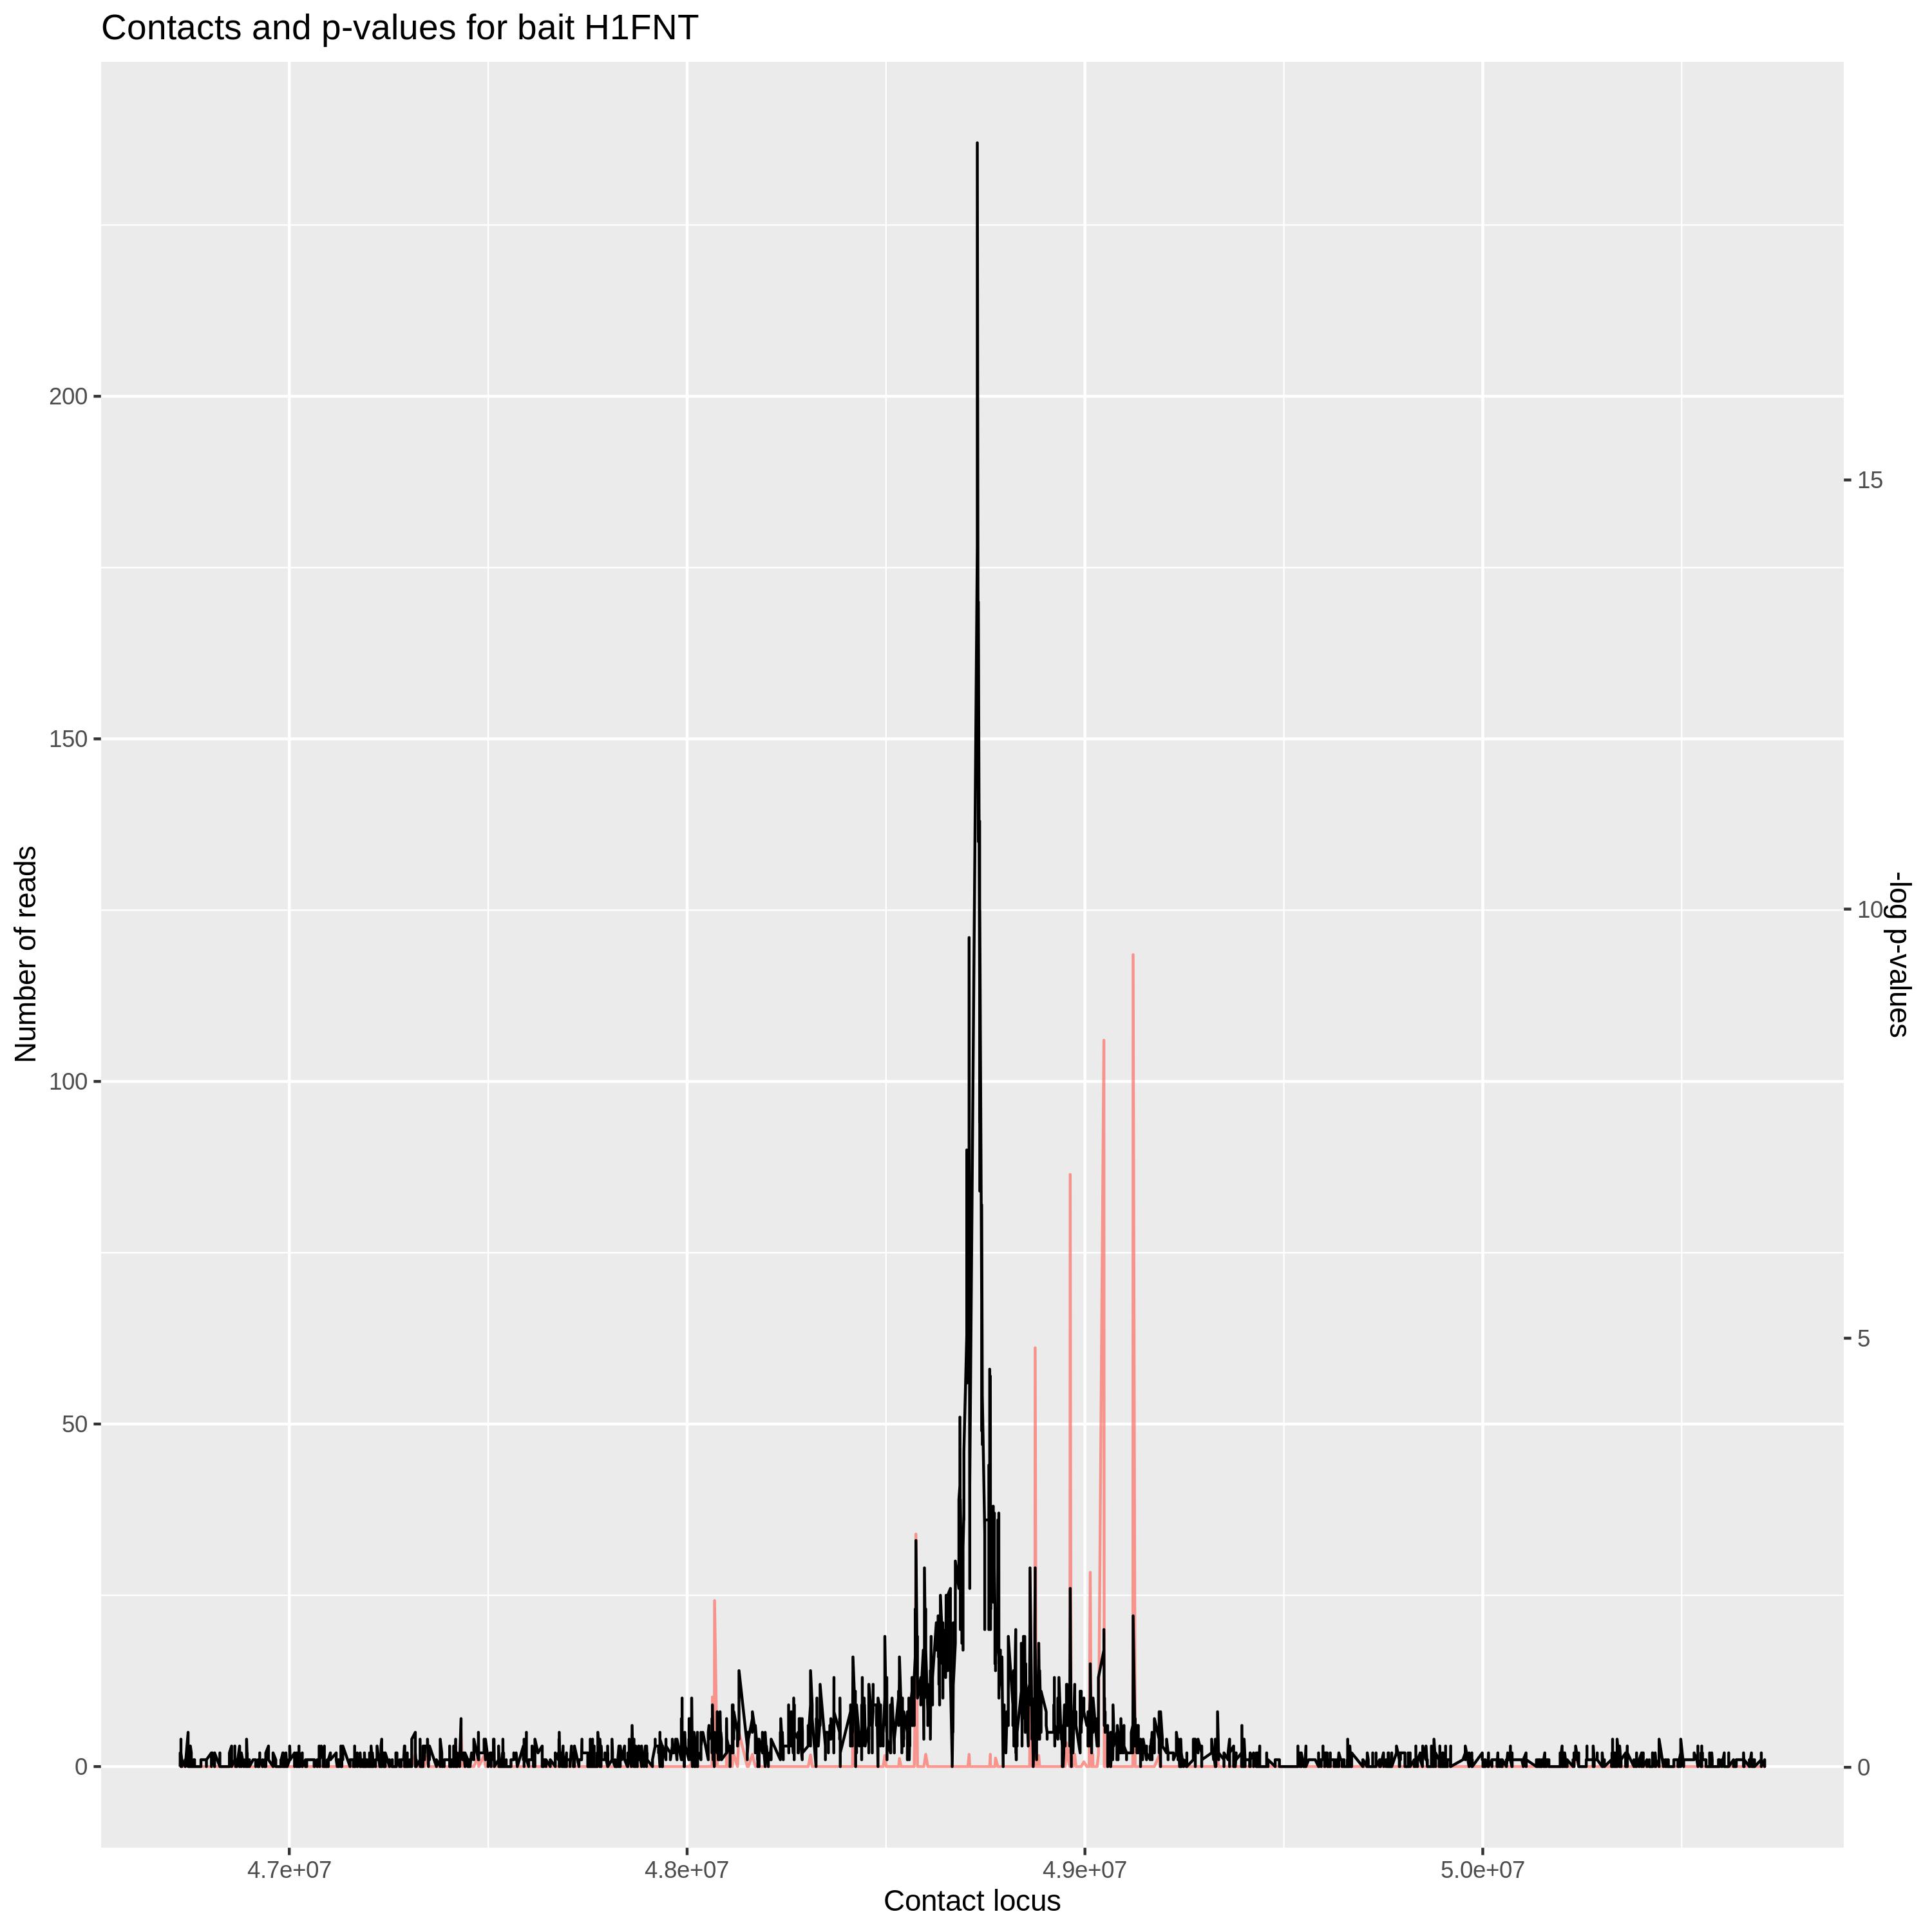 Contacts and p-values for bait H1FNT
Number of reads
200
150
100
50
0
15
10
5
0
-log p-values
4.7e+07
4.8e+07
4.9e+07
5.0e+07
Contact locus